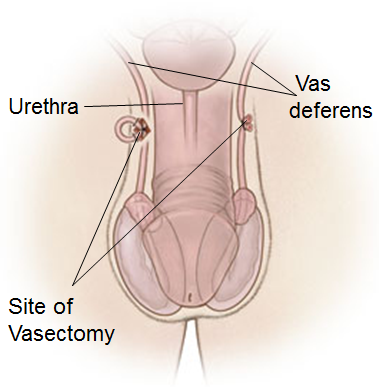 Vas
deferens
Urethra
Site of
Vasectomy